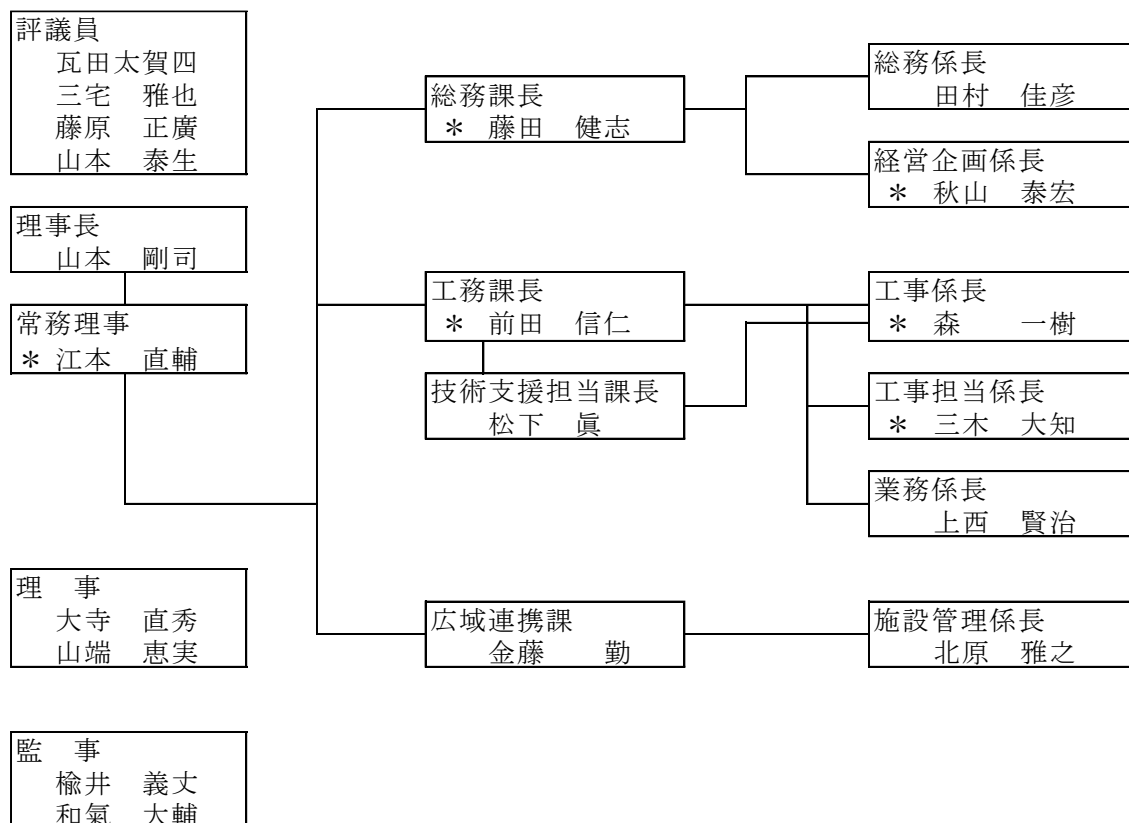 評議員
瓦田太賀四
三宅　雅也
藤原　正廣
山本　泰生
理事長
山本　剛司
常務理事
＊ 江本　直輔
理　事
大寺　直秀
山端　恵実
監　事
楡井　義丈
和氣　大輔
総務課長
＊　藤田　健志
工務課長
＊　前田　信仁
技術支援担当課長
松下　眞
広域連携課
金藤　　勤
総務係長
田村　佳彦
経営企画係長
＊　秋山　泰宏
工事係長
＊　森　　一樹
工事担当係長
＊　三木　大知
業務係長
上西　賢治
施設管理係長
北原　雅之